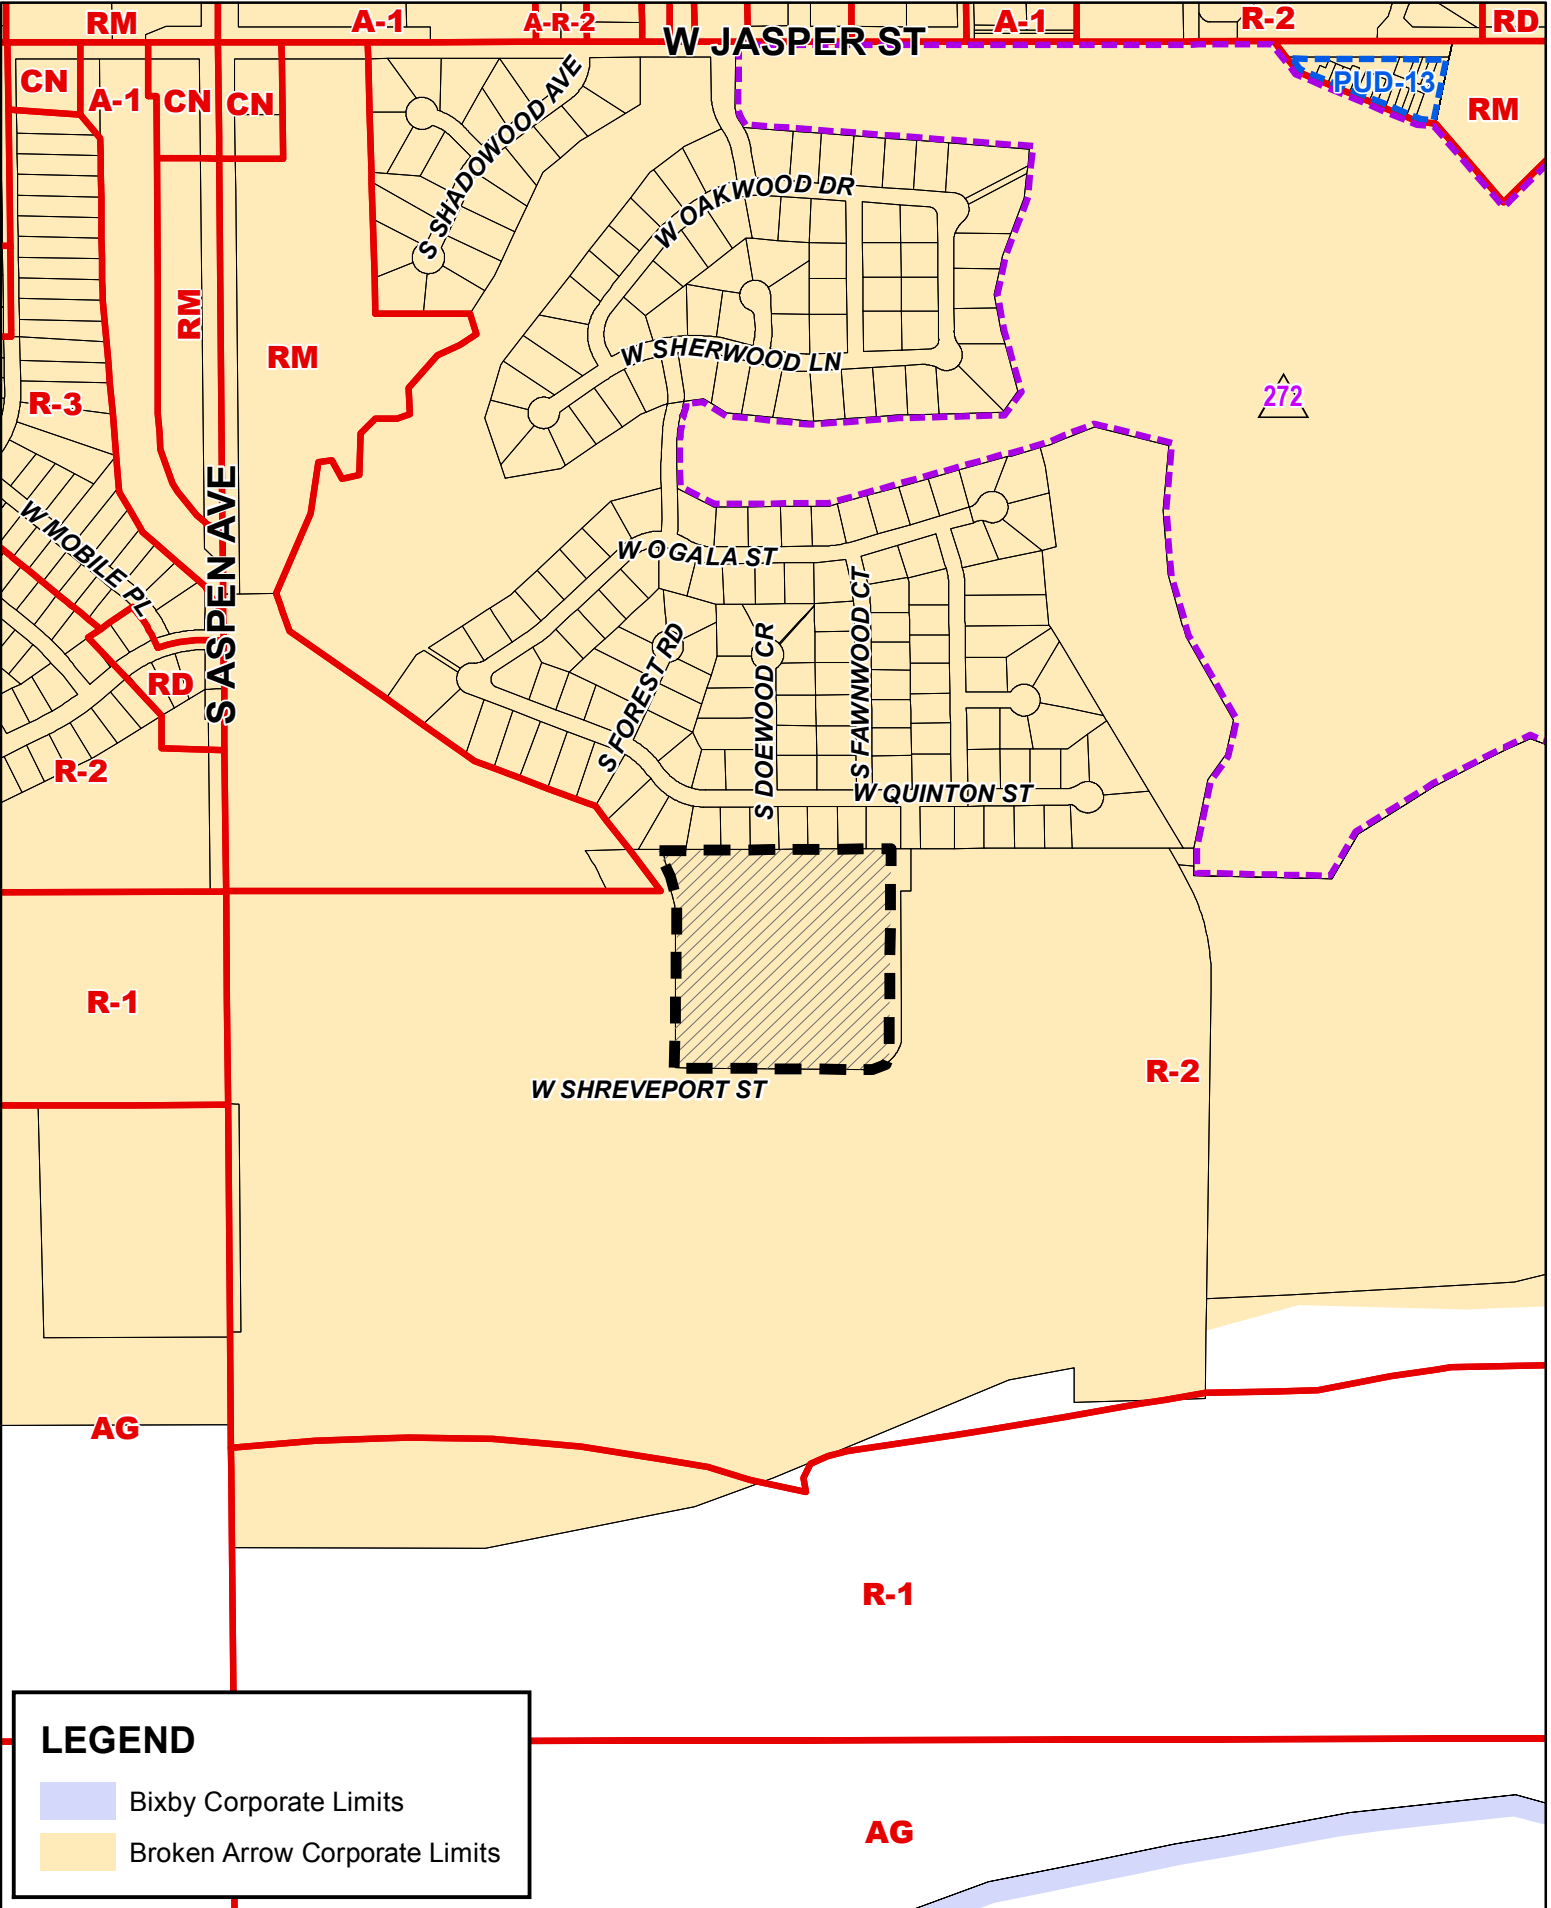 RM
A-1
A-R-2
A-1
R-2
RD
W JASPER ST
CN
A-1
CN
CN
S SHADOWOOD AVE
PUD-13
RM
W OAKWOOD DR
RM
RM
W SHERWOOD LN
R-3
272
W MOBILE PL
S ASPEN AVE
W OGALA ST
S FOREST RD
S DOEWOOD CR
S FAWNWOOD CT
RD
R-2
W QUINTON ST
R-1
R-2
W SHREVEPORT ST
AG
R-1
LEGEND
Bixby Corporate Limits
Broken Arrow Corporate Limits
AG